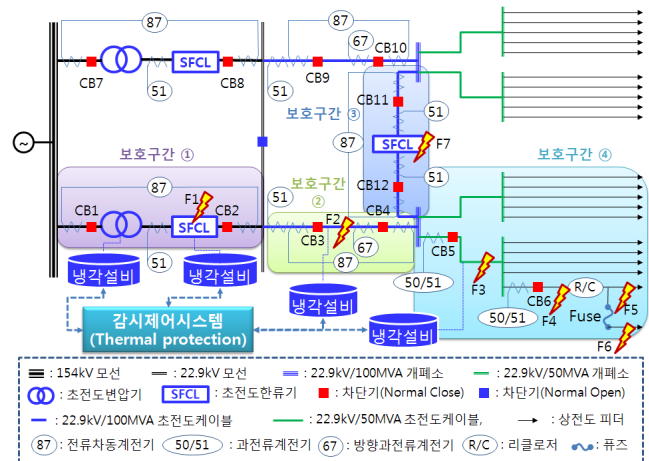 87
87
67
CB10
SFCL
CB7
CB8
CB9
51
51
CB11
51
보호구간 ③
보호구간 ①
87
SFCL
F7
보호구간 ④
~
보호구간
②
51
87
F1
51
CB12
CB1
SFCL
CB2
F2
CB4
CB3
67
CB5
51
87
F3
냉각설비
냉각설비
50/51
R/C
CB6
F4
F5
냉각설비
50/51
Fuse
감시제어시스템
(Thermal protection)
냉각설비
F6
: 154kV 모선
: 22.9kV 모선
: 22.9kV/100MVA 개폐소
: 22.9kV/50MVA 개폐소
: 초전도변압기
SFCL : 초전도한류기
: 차단기(Normal Close)
: 차단기(Normal Open)
: 22.9kV/100MVA 초전도케이블
: 22.9kV/50MVA 초전도케이블,
: 상전도 피더
87 : 전류차동계전기
50/51 : 과전류계전기
67 : 방향과전류계전기
R/C : 리클로저
: 퓨즈